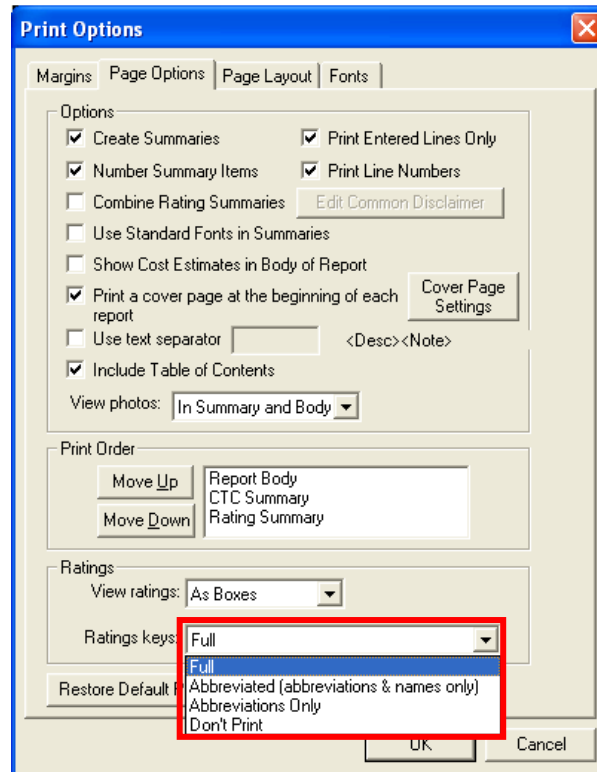 Print Options
Margins Page Options Page Layout Fonts
Options
Create Summaries Print Entered Lines Only
Number Summary Items Print Line Numbers
Combine Rating Summaries Edit Common Disclaimer
Use Standard Fonts in Summaries
Show Cost Estimates in Body of Report
Print a cover page at the beginning of each
report
Cover Page
Settings
Use text separator <Desc><Note>
Include Table of Contents
View photos: In Summary and Body
Print Order
Move Up
Move Down
Report Body
CTC Summary
Rating Summary
Ratings
View ratings: As Boxes
Ratings keys: Full
Full
Abbreviated (abbreviations & names only)
Abbreviations Only
Don't Print
Restore Default
OK Cancel